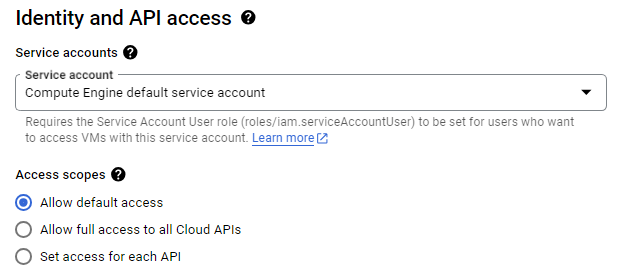 Identity and API access
Service accounts
Service account
Compute Engine default service account
Requires the Service Account User role (roles/iam.serviceAccountUser) to be set for users who want
to access VMs with this service account. Learn more
Access scopes
Allow default access
Allow full access to all Cloud APIs
Set access for each API